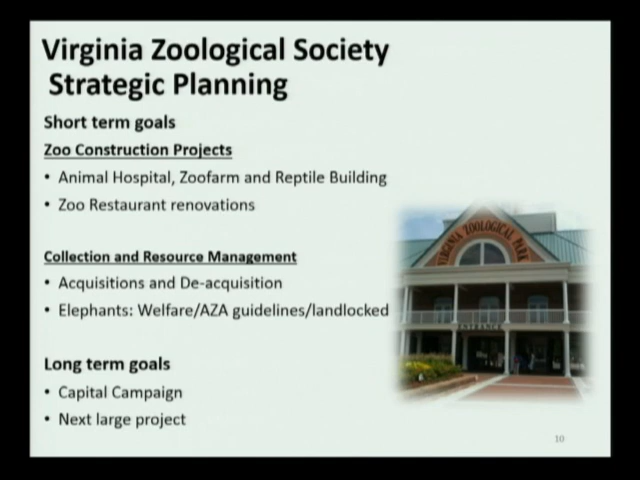 Virginia Zoological Society
Strategic Planning
Short term goals
Zoo Construction Projects
• Animal Hospital, Zoofarm and Reptile Building
• Zoo Restaurant renovations
Collection and Resource Management
• Acquisitions and De-acquisition
• Elephants: Welfare/AZA guidelines/landlocked
Long term goals
• Capital Campaign
• Next large project
VIRGINIA ZOOLOGICAL PARK
ENTRANCE
10